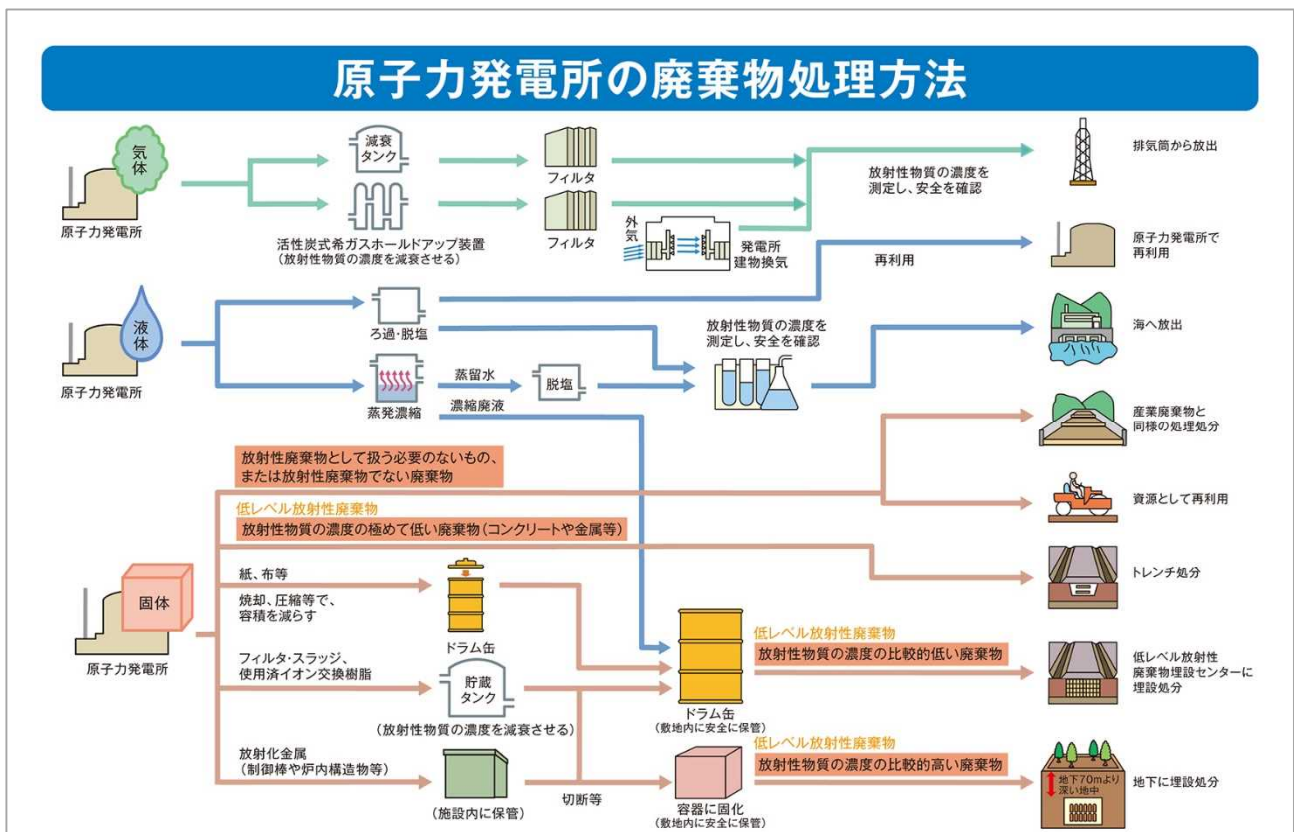 原子力発電所の廃棄物処理方法
気体
原子力発電所
減衰
タンク
フィルタ
活性炭式希ガスホールドアップ装置
(放射性物質の濃度を減衰させる)
フィルタ
外気
発電所
建物換気
放射性物質の濃度を
測定し、安全を確認
排気筒から放出
液体
原子力発電所
ろ過・脱塩
再利用
原子力発電所で
再利用
蒸発濃縮
蒸留水
脱塩
濃縮廃液
放射性物質の濃度を
測定し、安全を確認
海へ放出
固体
原子力発電所
放射性廃棄物として扱う必要のないもの、
または放射性廃棄物でない廃棄物
産業廃棄物と
同様の処理処分
資源として再利用
低レベル放射性廃棄物
放射性物質の濃度の極めて低い廃棄物(コンクリートや金属等)
トレンチ処分
紙、布等
焼却、圧縮等で、
容積を減らす
ドラム缶
フィルタ・スラッジ、
使用済イオン交換樹脂
貯蔵
タンク
(放射性物質の濃度を減衰させる)
ドラム缶
(敷地内に安全に保管)
低レベル放射性廃棄物
放射性物質の濃度の比較的低い廃棄物
低レベル放射性
廃棄物埋設センターに
埋設処分
放射化金属
(制御棒や炉内構造物等)
(施設内に保管)
切断等
容器に固化
(敷地内に安全に保管)
低レベル放射性廃棄物
放射性物質の濃度の比較的高い廃棄物
地下70mより
深い地中
地下に埋設処分